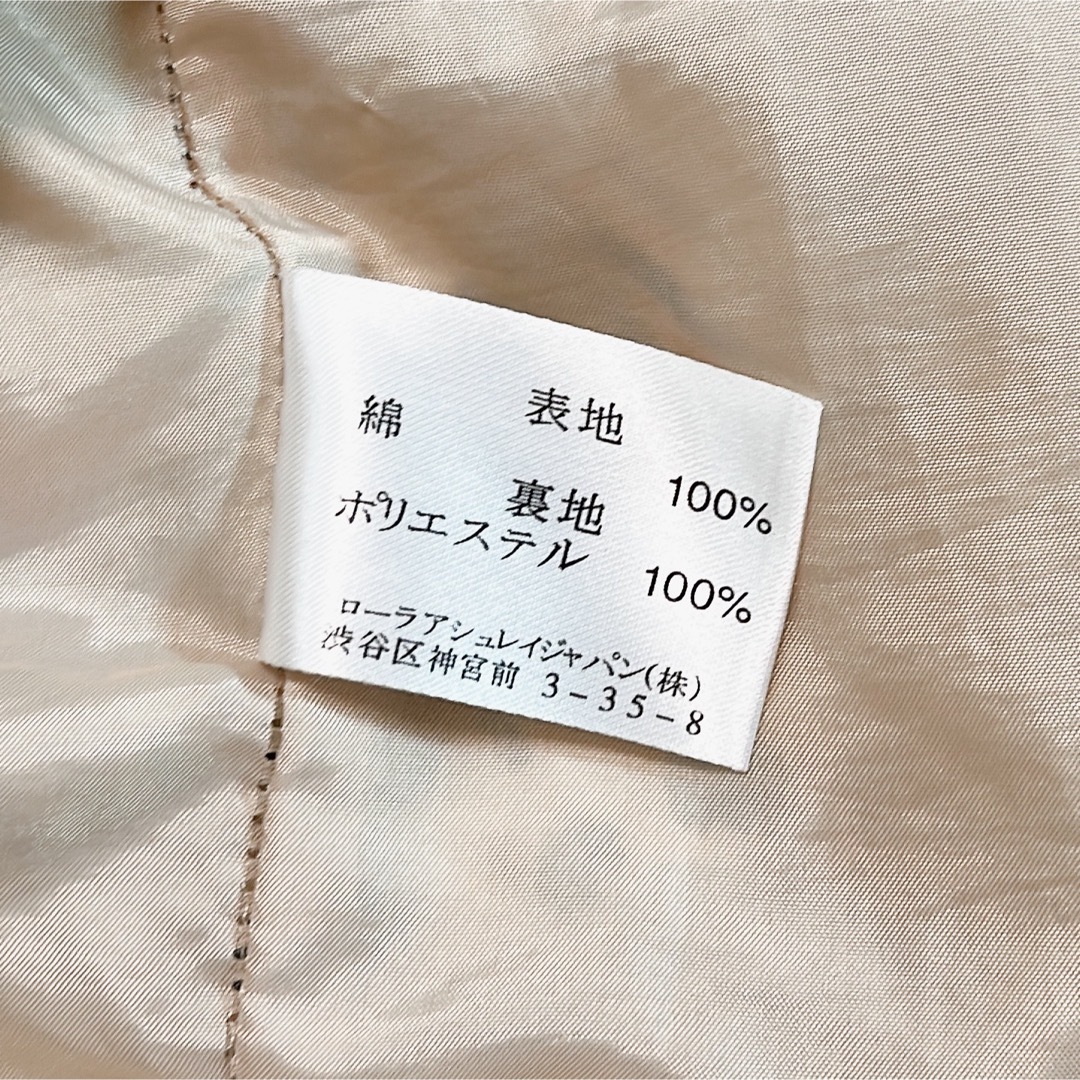 表地
綿 100%
裏地
ポリエステル 100%
ローラアシュレイジャパン(株)
渋谷区神宮前 3-35-8